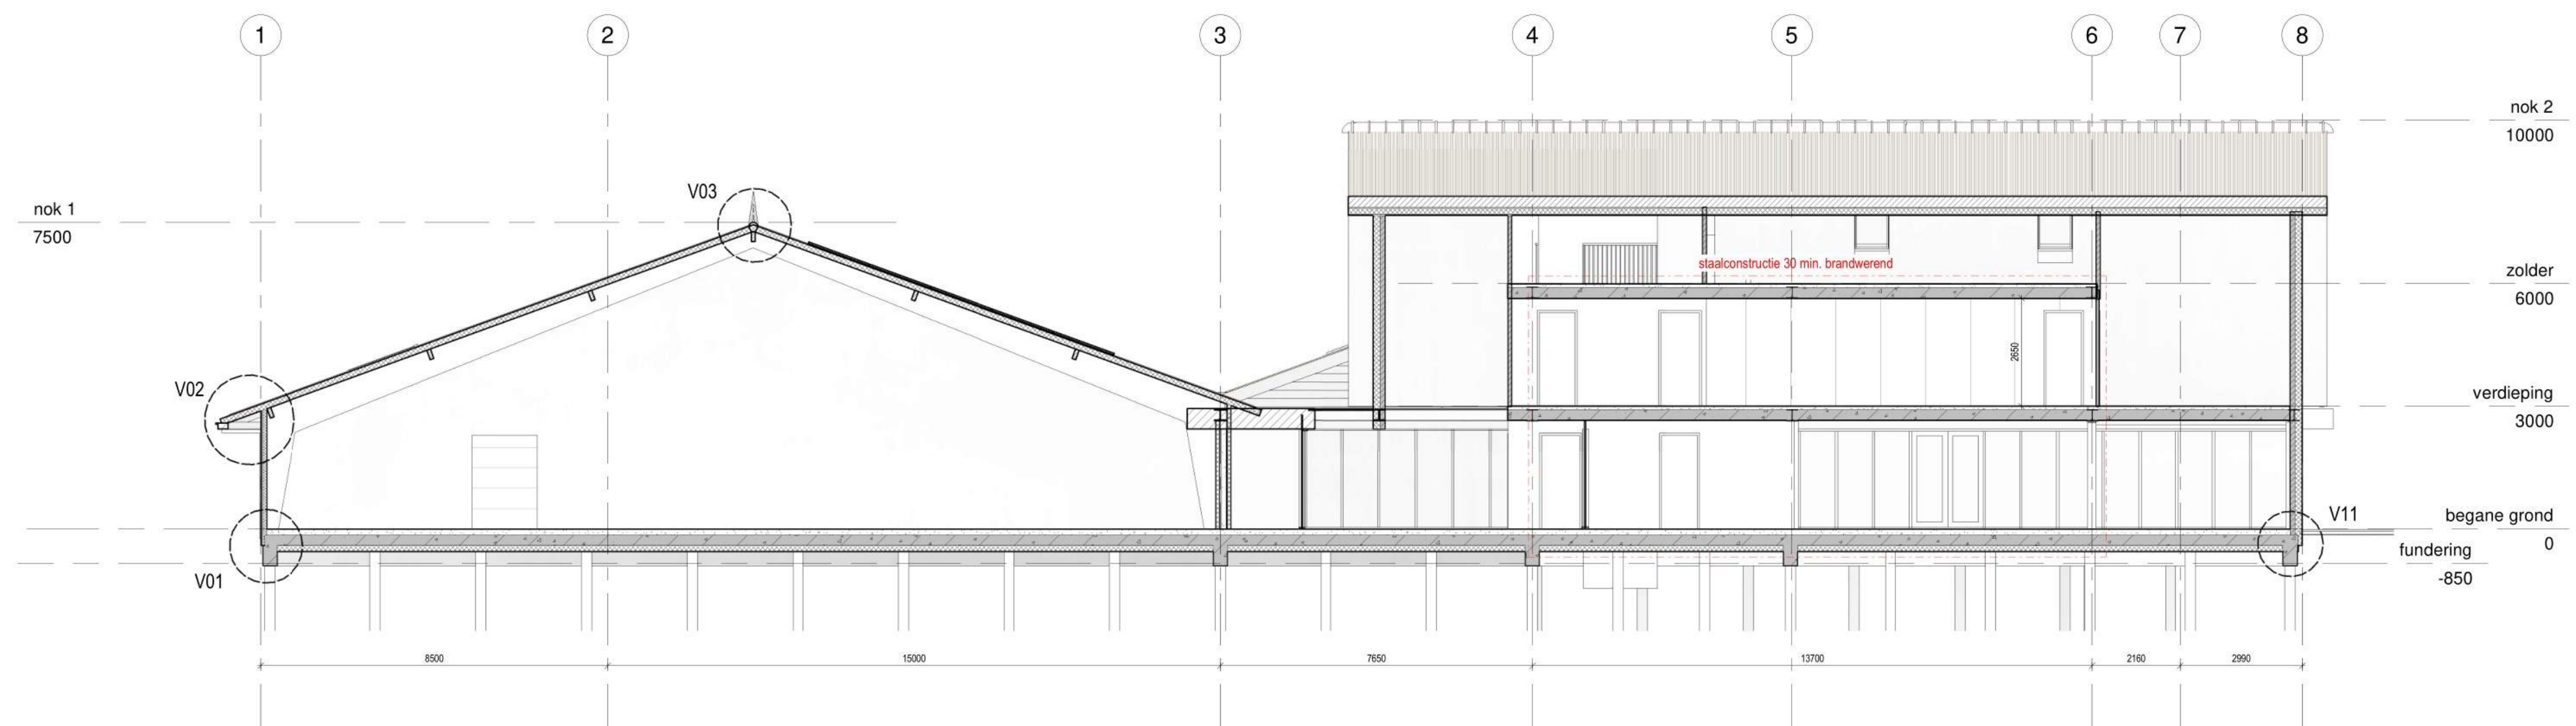 1
2
3
4
5
6
7
8
nok 2
10000
V03
nok 1
7500
staalconstructie 30 min. brandwerend
zolder
6000
2650
V02
verdieping
3000
V11
begane grond
0
fundering
-850
V01
8500
15000
7650
13700
2160
2990